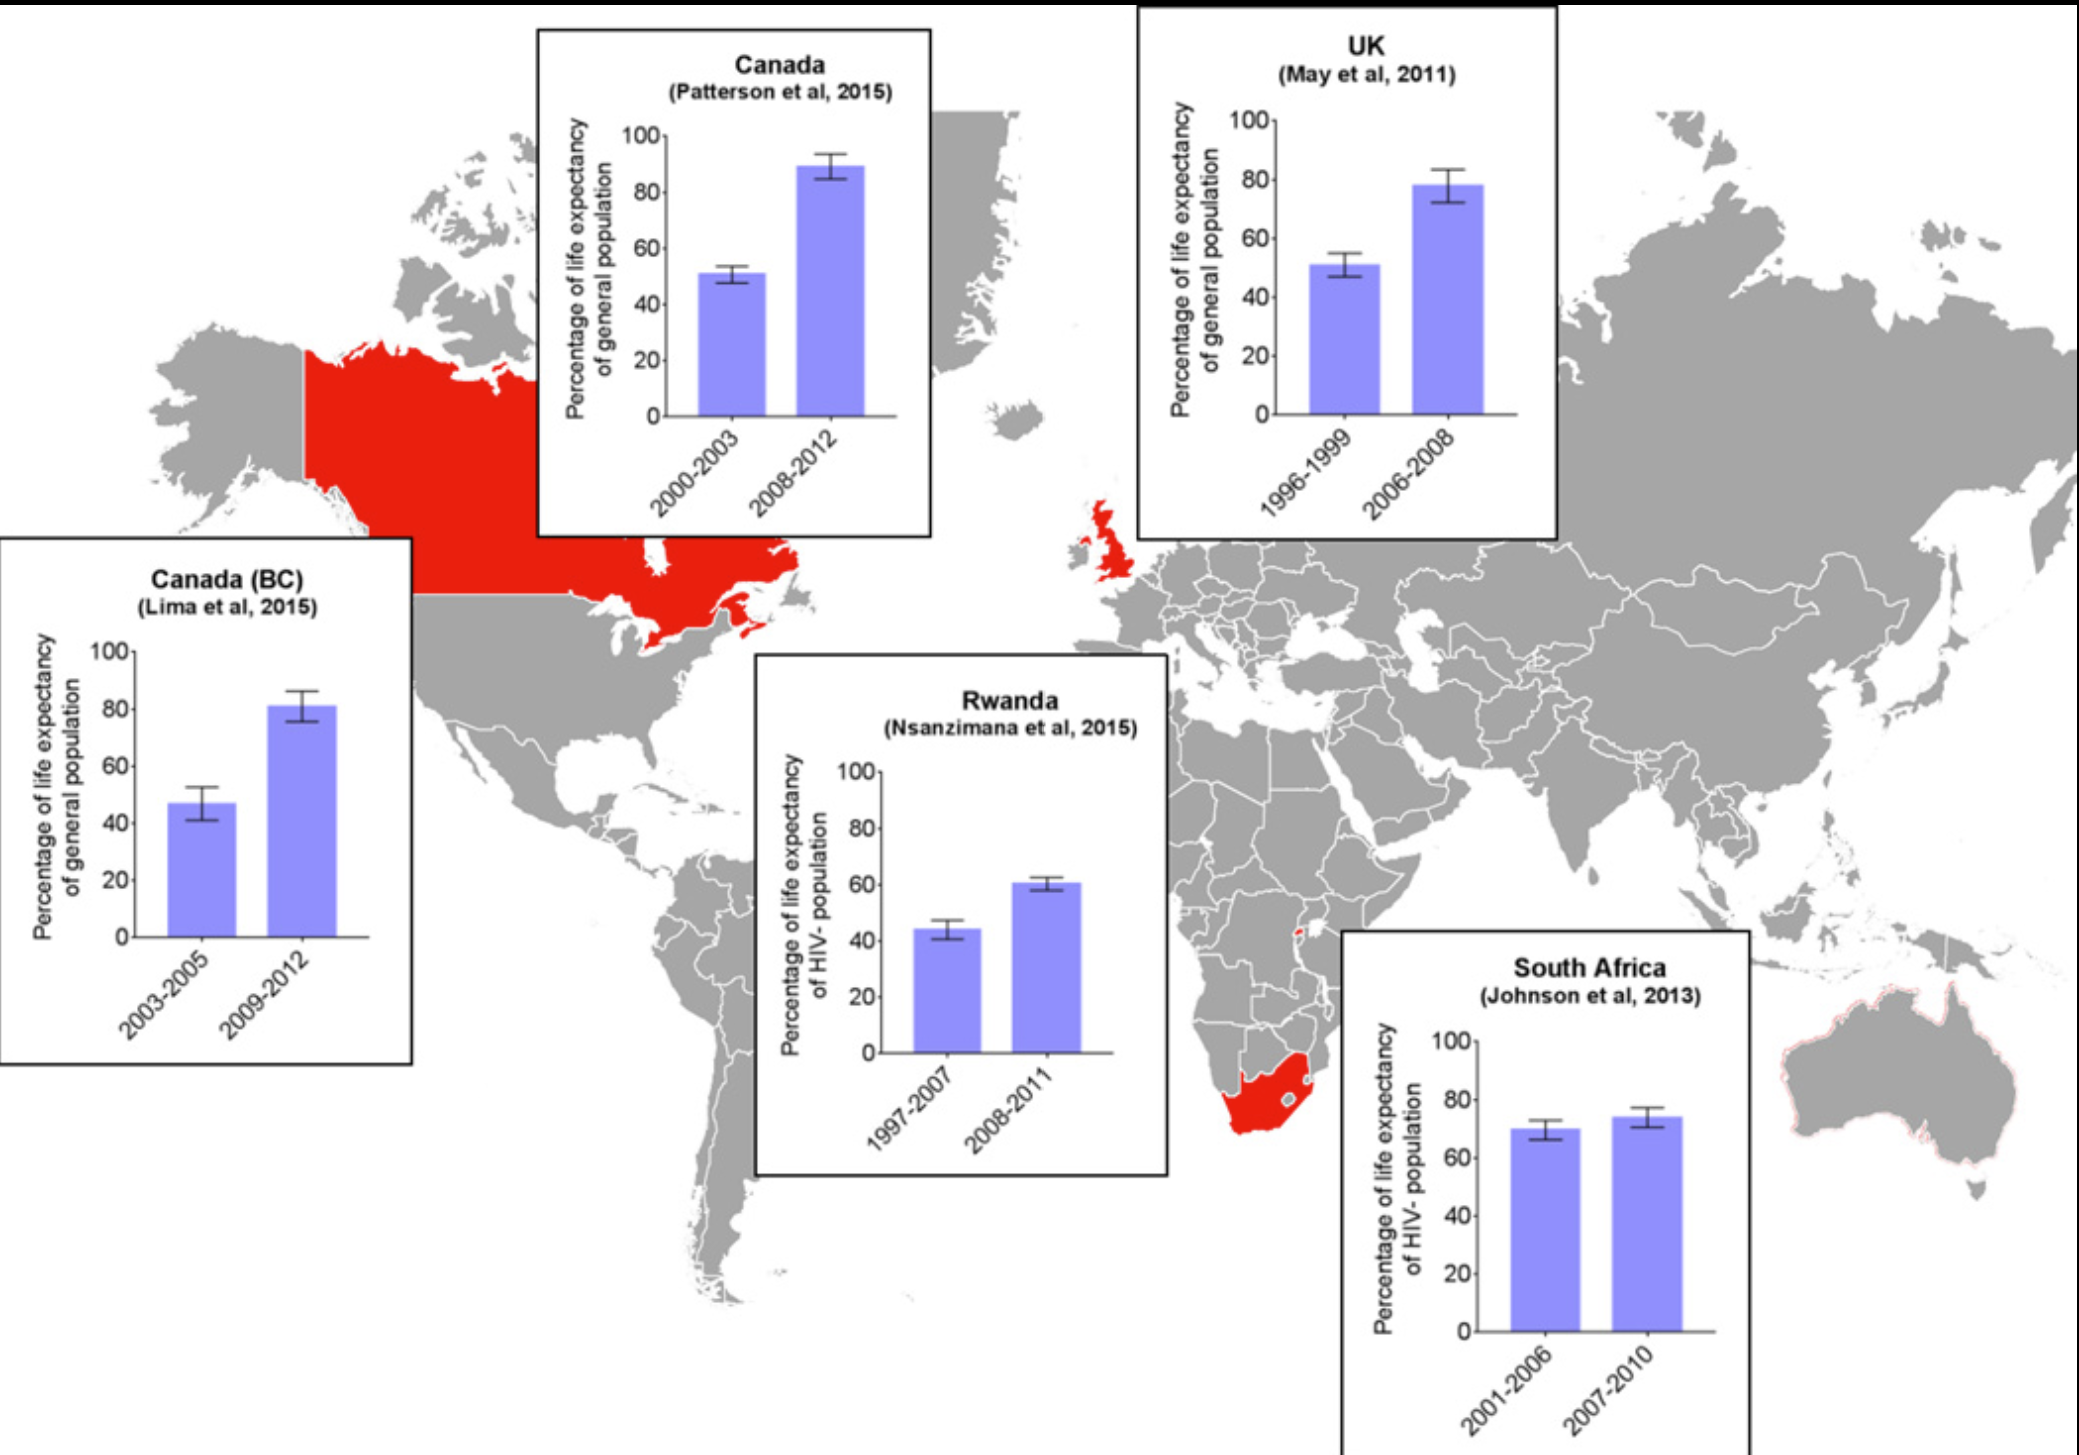 Canada
(Patterson et al, 2015)
Percentage of life expectancy
of general population
100
80
60
40
20
0
2000-2003
2008-2012
UK
(May et al, 2011)
Percentage of life expectancy
of general population
100
80
60
40
20
0
1996-1999
2006-2008
Canada (BC)
(Lima et al, 2015)
Percentage of life expectancy
of general population
100
80
60
40
20
0
2003-2005
2009-2012
Rwanda
(Nsanzimana et al, 2015)
Percentage of life expectancy
of HIV- population
100
80
60
40
20
0
1997-2007
2008-2011
South Africa
(Johnson et al, 2013)
Percentage of life expectancy
of HIV- population
100
80
60
40
20
0
2001-2006
2007-2010